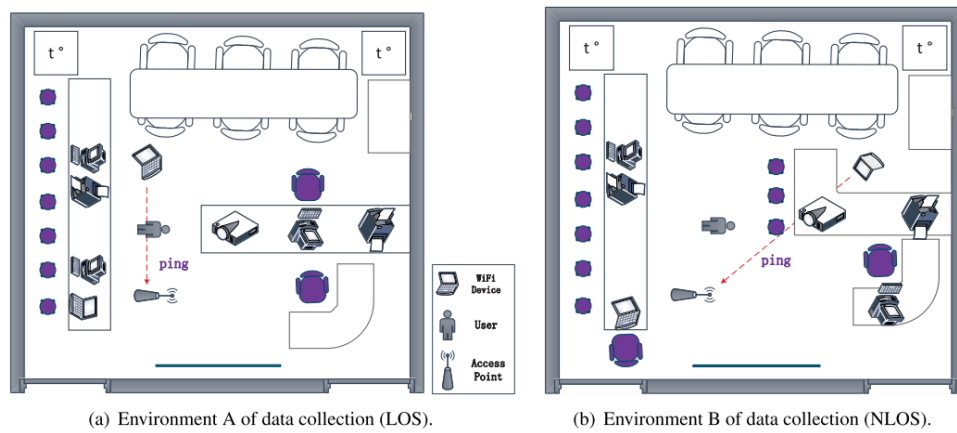 t°
t°
ping
WiFi
Device
User
Access
Point
(a) Environment A of data collection (LOS).
t°
t°
ping
(b) Environment B of data collection (NLOS).